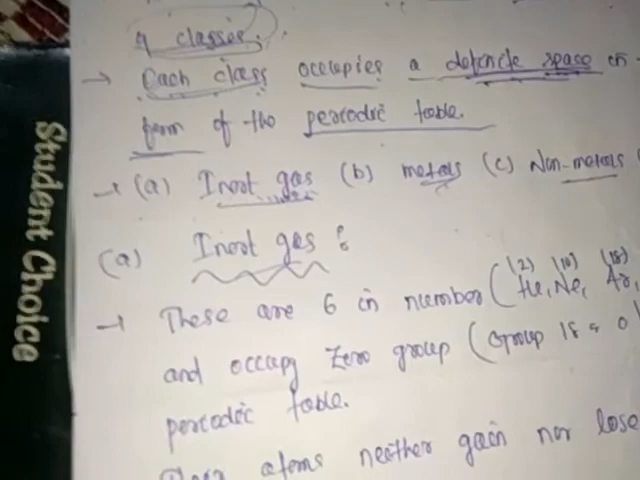 4 classes.
→ Each class occupies a definite space in
form of the periodic table.
→ (a) Inert gas (b) metals (c) Non-metals
(a) Inert gas :
(2) (10) (18)
→ These are 6 in number (He, Ne, Ar,
and occupy Zero group (Group 18 & 0
periodic table.
atoms neither gain nor lose
Student Choice